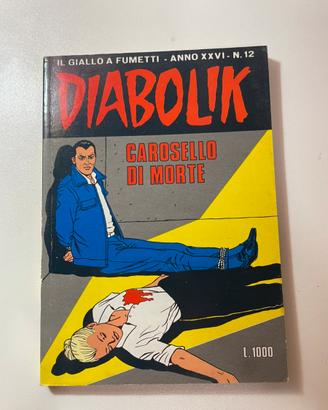 IL GIALLO A FUMETTI - ANNO XXVI - N. 12
DIABOLIK
CAROSELLO
DI MORTE
L. 1000